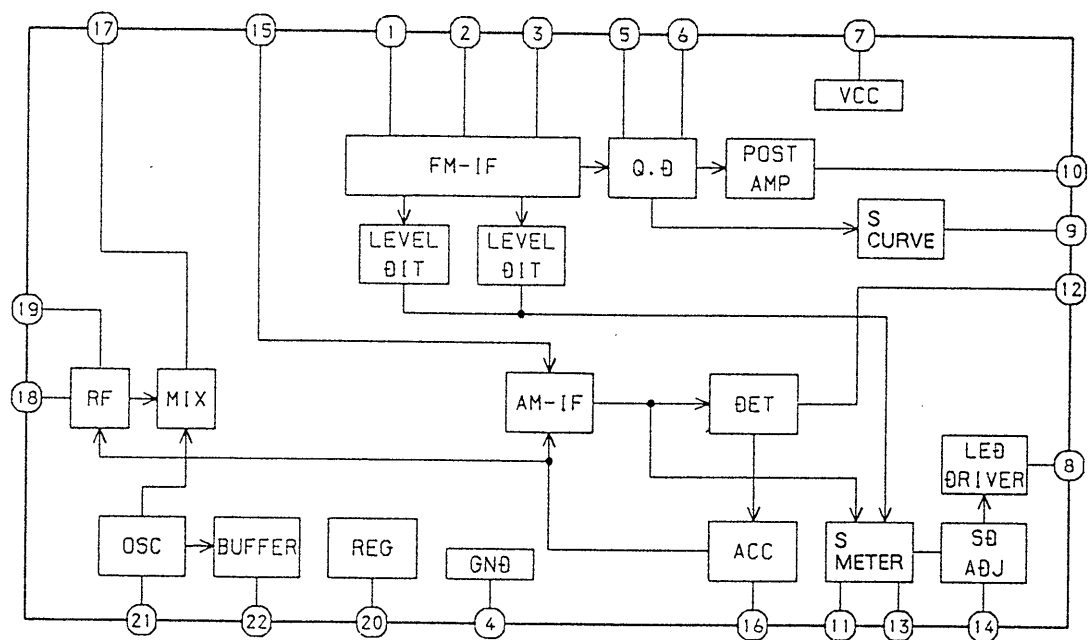 17
15
1
2
3
5
6
7
VCC
FM-IF
Q.D
POST
AMP
10
LEVEL
DIT
LEVEL
DIT
S
CURVE
9
12
19
18
RF
MIX
AM-IF
DET
LED
DRIVER
8
OSC
BUFFER
REG
GND
ACC
S
METER
SD
ADJ
21
22
20
4
16
11
13
14